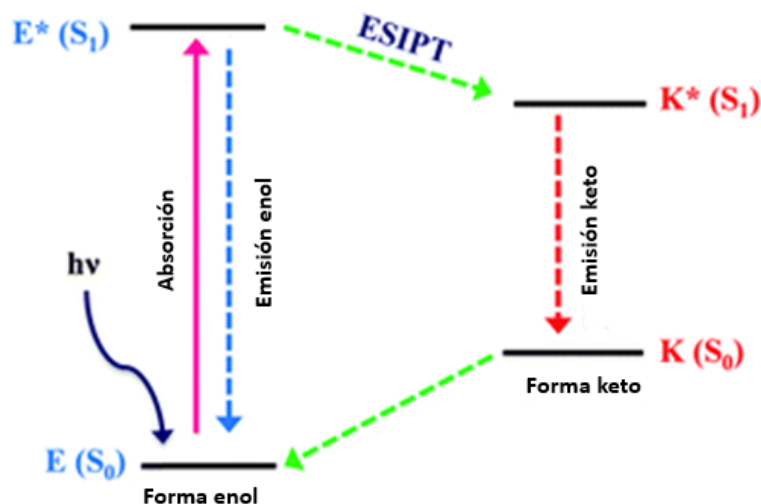 E* (S₁)
ESIPT
K* (S₁)
Absorción
Emisión enol
Emisión keto
hν
K (S₀)
Forma keto
E (S₀)
Forma enol